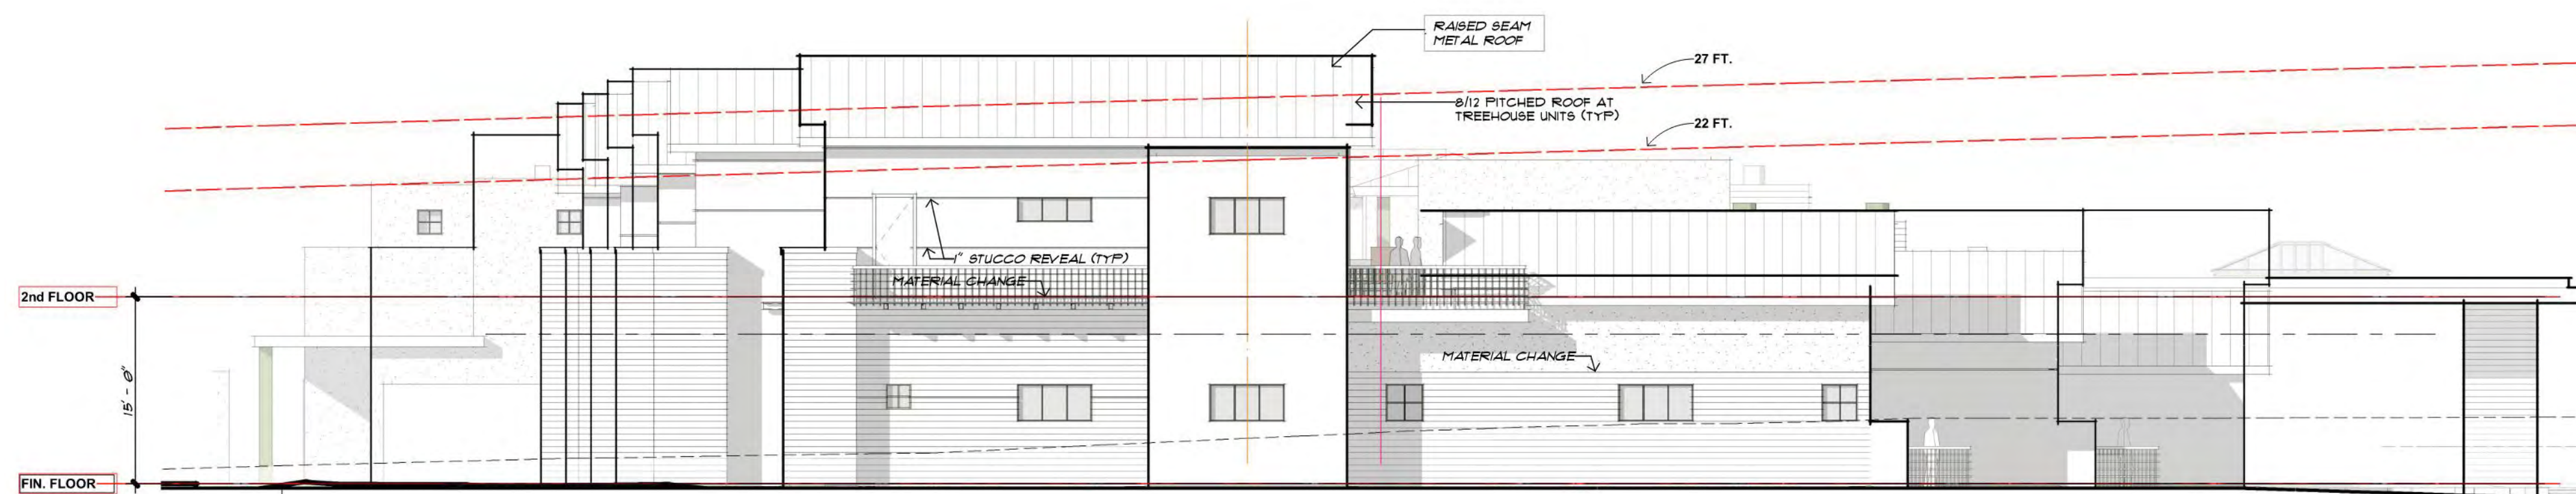 RAISED SEAM
METAL ROOF
27 FT.
8/12 PITCHED ROOF AT
TREEHOUSE UNITS (TYP)
22 FT.
1" STUCCO REVEAL (TYP)
MATERIAL CHANGE
2nd FLOOR
MATERIAL CHANGE
15' - 0"
FIN. FLOOR